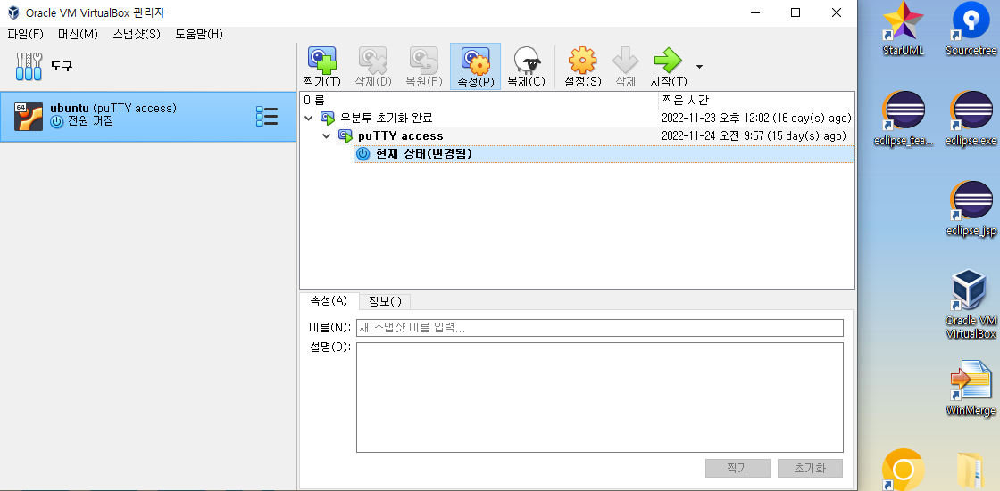 Oracle VM VirtualBox 관리자
파일(F) 머신(M) 스냅샷(S) 도움말(H)
도구
찍기(T) 삭제(D) 복원(R) 속성(P) 복제(C) 설정(S) 삭제 시작(T)
64
ubuntu (puTTY access)
전원 꺼짐
이름 찍은 시간
우분투 초기화 완료 2022-11-23 오후 12:02 (16 day(s) ago)
puTTY access 2022-11-24 오전 9:57 (15 day(s) ago)
현재 상태(변경됨)
속성(A) 정보(I)
이름(N): 새 스냅샷 이름 입력...
설명(D):
찍기 초기화
StarUML Sourcetree
eclipse_tea... eclipse.exe
eclipse_jsp
Oracle VM
VirtualBox
WinMerge